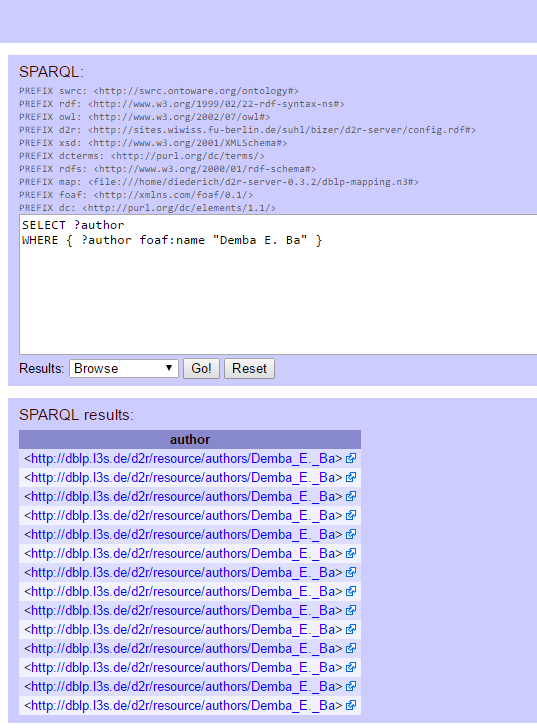 SPARQL:
PREFIX swrc: <http://swrc.ontoware.org/ontology#>
PREFIX rdf: <http://www.w3.org/1999/02/22-rdf-syntax-ns#>
PREFIX owl: <http://www.w3.org/2002/07/owl#>
PREFIX d2r: <http://sites.wiwiss.fu-berlin.de/suhl/bizer/d2r-server/config.rdf#>
PREFIX xsd: <http://www.w3.org/2001/XMLSchema#>
PREFIX dcterms: <http://purl.org/dc/terms/>
PREFIX rdfs: <http://www.w3.org/2000/01/rdf-schema#>
PREFIX map: <file:///home/diederich/d2r-server-0.3.2/dblp-mapping.n3#>
PREFIX foaf: <http://xmlns.com/foaf/0.1/>
PREFIX dc: <http://purl.org/dc/elements/1.1/>
SELECT ?author
WHERE { ?author foaf:name "Demba E. Ba" }
Results: Browse Go! Reset
SPARQL results:
author
<http://dblp.l3s.de/d2r/resource/authors/Demba_E._Ba>
<http://dblp.l3s.de/d2r/resource/authors/Demba_E._Ba>
<http://dblp.l3s.de/d2r/resource/authors/Demba_E._Ba>
<http://dblp.l3s.de/d2r/resource/authors/Demba_E._Ba>
<http://dblp.l3s.de/d2r/resource/authors/Demba_E._Ba>
<http://dblp.l3s.de/d2r/resource/authors/Demba_E._Ba>
<http://dblp.l3s.de/d2r/resource/authors/Demba_E._Ba>
<http://dblp.l3s.de/d2r/resource/authors/Demba_E._Ba>
<http://dblp.l3s.de/d2r/resource/authors/Demba_E._Ba>
<http://dblp.l3s.de/d2r/resource/authors/Demba_E._Ba>
<http://dblp.l3s.de/d2r/resource/authors/Demba_E._Ba>
<http://dblp.l3s.de/d2r/resource/authors/Demba_E._Ba>
<http://dblp.l3s.de/d2r/resource/authors/Demba_E._Ba>
<http://dblp.l3s.de/d2r/resource/authors/Demba_E._Ba>